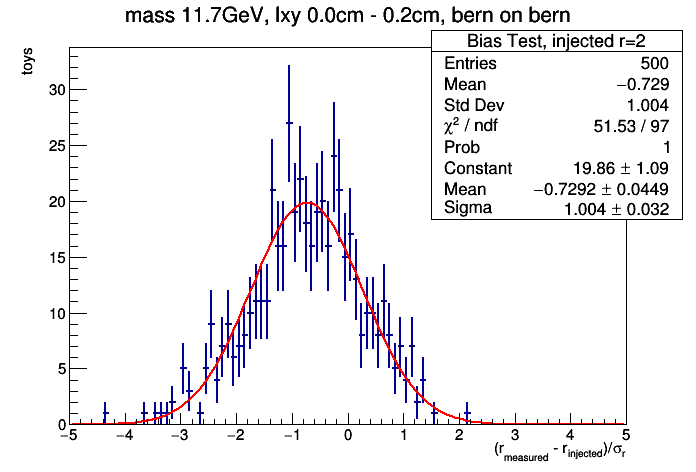 mass 11.7GeV, lxy 0.0cm - 0.2cm, bern on bern
Bias Test, injected r=2
Entries 500
Mean −0.729
Std Dev 1.004
χ² / ndf 51.53 / 97
Prob 1
Constant 19.86 ± 1.09
Mean −0.7292 ± 0.0449
Sigma 1.004 ± 0.032
toys
30
25
20
15
10
5
0
−5 −4 −3 −2 −1 0 1 2 3 4 5
(r_measured - r_injected)/σ_r